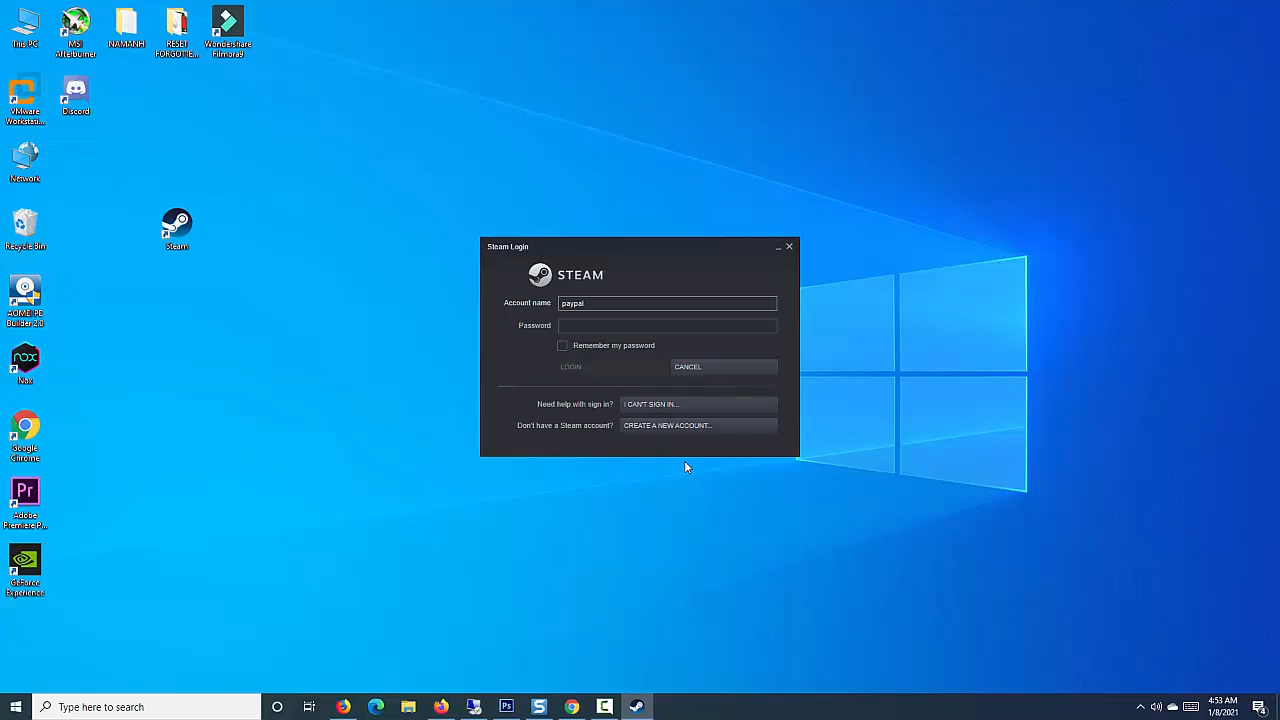 This PC
MSI
Afterburner
NAMANH
RESET
FORGOTTE...
Wondershare
Filmora9
VMware
Workstati...
Discord
Network
Recycle Bin
Steam
AOMEI PE
Builder 2.0
Nox
nox
Google
Chrome
Pr
Adobe
Premiere P...
GeForce
Experience
Steam Login
STEAM
Account name
paypal
Password
Remember my password
LOGIN
CANCEL
Need help with sign in?
I CAN'T SIGN IN...
Don't have a Steam account?
CREATE A NEW ACCOUNT...
Type here to search
Ps
S
4:53 AM
1/8/2021